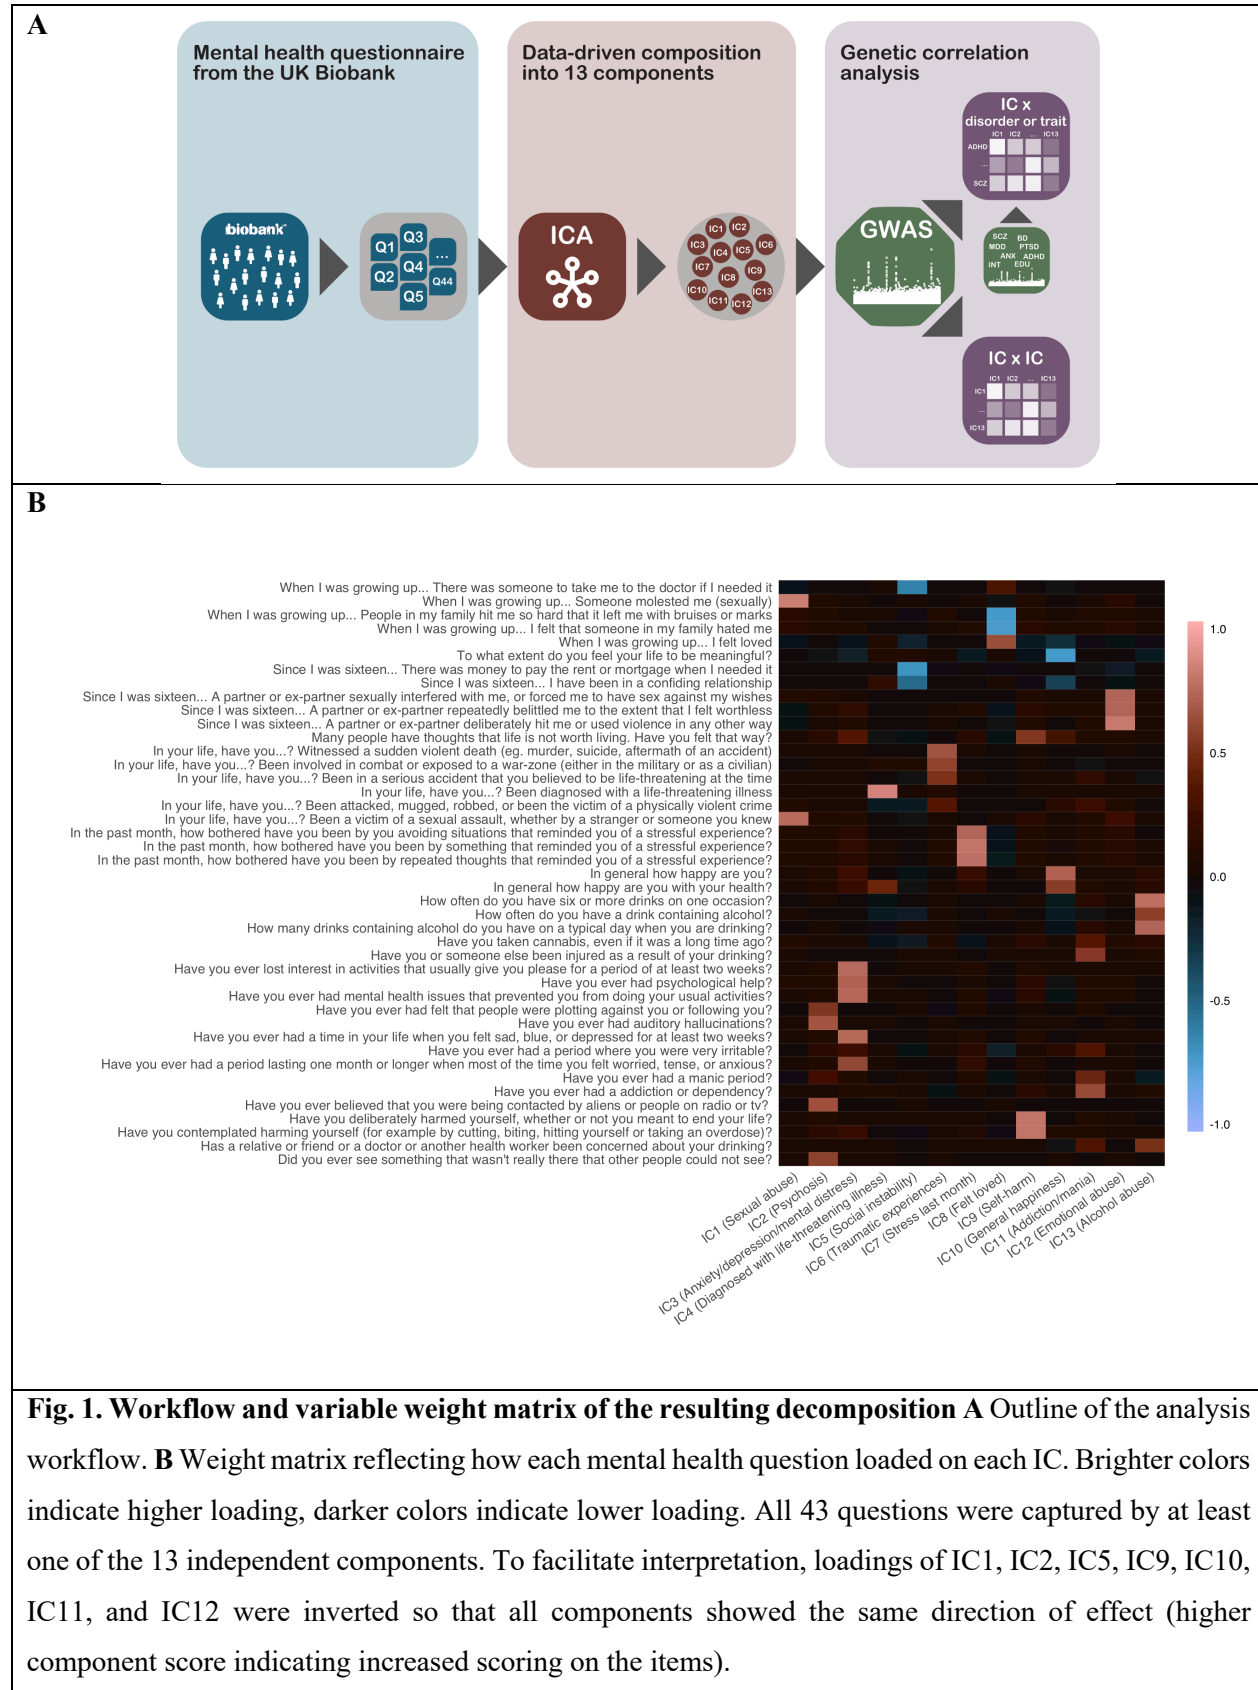 A
Mental health questionnaire
from the UK Biobank
Data-driven composition
into 13 components
Genetic correlation
analysis
biobank
Q1
Q2
Q3
Q4
Q5
...
Q44
ICA
IC1
IC2
IC3
IC4
IC5
IC6
IC7
IC8
IC9
IC10
IC11
IC12
IC13
GWAS
IC x
disorder or trait
IC1 IC2 ... IC13
ADHD
...
SCZ
SCZ BD
MDD PTSD
ANX ADHD
INT EDU
IC x IC
IC1 IC2 ... IC13
IC1
...
IC13
B
When I was growing up... There was someone to take me to the doctor if I needed it
When I was growing up... Someone molested me (sexually)
When I was growing up... People in my family hit me so hard that it left me with bruises or marks
When I was growing up... I felt that someone in my family hated me
When I was growing up... I felt loved
To what extent do you feel your life to be meaningful?
Since I was sixteen... There was money to pay the rent or mortgage when I needed it
Since I was sixteen... I have been in a confiding relationship
Since I was sixteen... A partner or ex-partner sexually interfered with me, or forced me to have sex against my wishes
Since I was sixteen... A partner or ex-partner repeatedly belittled me to the extent that I felt worthless
Since I was sixteen... A partner or ex-partner deliberately hit me or used violence in any other way
Many people have thoughts that life is not worth living. Have you felt that way?
In your life, have you...? Witnessed a sudden violent death (eg. murder, suicide, aftermath of an accident)
In your life, have you...? Been involved in combat or exposed to a war-zone (either in the military or as a civilian)
In your life, have you...? Been in a serious accident that you believed to be life-threatening at the time
In your life, have you...? Been diagnosed with a life-threatening illness
In your life, have you...? Been attacked, mugged, robbed, or been the victim of a physically violent crime
In your life, have you...? Been a victim of a sexual assault, whether by a stranger or someone you knew
In the past month, how bothered have you been by you avoiding situations that reminded you of a stressful experience?
In the past month, how bothered have you been by something that reminded you of a stressful experience?
In the past month, how bothered have you been by repeated thoughts that reminded you of a stressful experience?
In general how happy are you?
In general how happy are you with your health?
How often do you have six or more drinks on one occasion?
How often do you have a drink containing alcohol?
How many drinks containing alcohol do you have on a typical day when you are drinking?
Have you taken cannabis, even if it was a long time ago?
Have you or someone else been injured as a result of your drinking?
Have you ever lost interest in activities that usually give you please for a period of at least two weeks?
Have you ever had psychological help?
Have you ever had mental health issues that prevented you from doing your usual activities?
Have you ever had felt that people were plotting against you or following you?
Have you ever had auditory hallucinations?
Have you ever had a time in your life when you felt sad, blue, or depressed for at least two weeks?
Have you ever had a period where you were very irritable?
Have you ever had a period lasting one month or longer when most of the time you felt worried, tense, or anxious?
Have you ever had a manic period?
Have you ever had a addiction or dependency?
Have you ever believed that you were being contacted by aliens or people on radio or tv?
Have you deliberately harmed yourself, whether or not you meant to end your life?
Have you contemplated harming yourself (for example by cutting, biting, hitting yourself or taking an overdose)?
Has a relative or friend or a doctor or another health worker been concerned about your drinking?
Did you ever see something that wasn't really there that other people could not see?
1.0
0.5
0.0
-0.5
-1.0
IC1 (Sexual abuse)
IC2 (Psychosis)
IC3 (Anxiety/depression/mental distress)
IC4 (Diagnosed with life-threatening illness)
IC5 (Social instability)
IC6 (Traumatic experiences)
IC7 (Stress last month)
IC8 (Felt loved)
IC9 (Self-harm)
IC10 (General happiness)
IC11 (Addiction/mania)
IC12 (Emotional abuse)
IC13 (Alcohol abuse)
Fig. 1. Workflow and variable weight matrix of the resulting decomposition A Outline of the analysis
workflow. B Weight matrix reflecting how each mental health question loaded on each IC. Brighter colors
indicate higher loading, darker colors indicate lower loading. All 43 questions were captured by at least
one of the 13 independent components. To facilitate interpretation, loadings of IC1, IC2, IC5, IC9, IC10,
IC11, and IC12 were inverted so that all components showed the same direction of effect (higher
component score indicating increased scoring on the items).